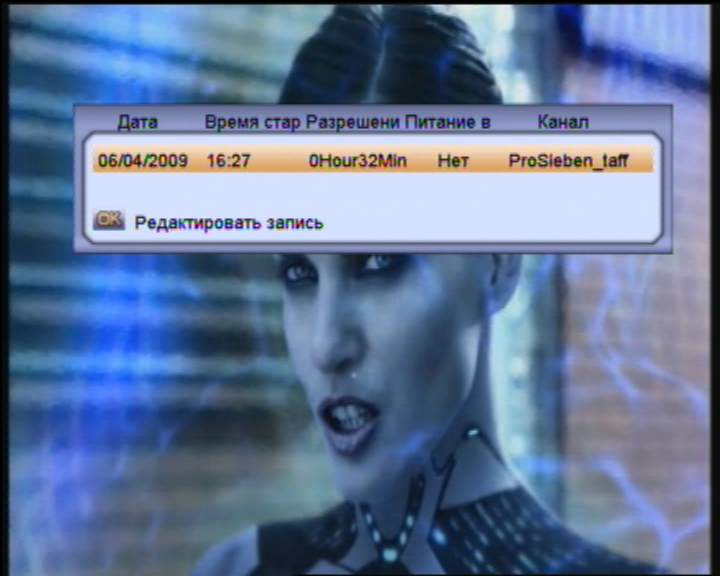 Дата Время стар Разрешени Питание в Канал
06/04/2009 16:27 0Hour32Min Нет ProSieben_taff
OK Редактировать запись